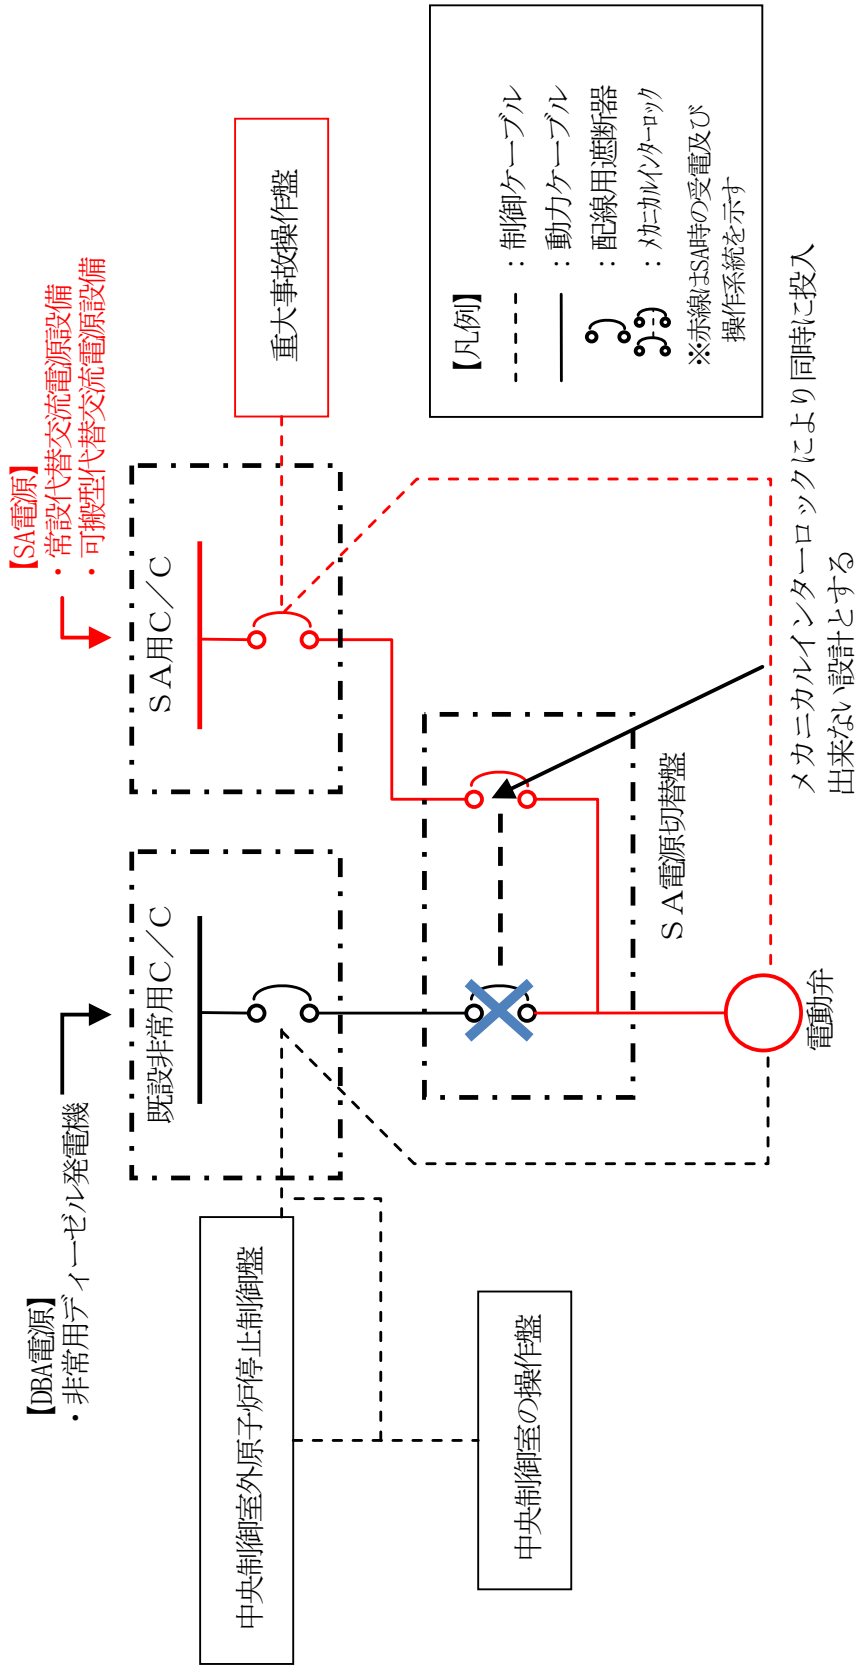 【DBA電源】
・非常用ディーゼル発電機
【SA電源】
・常設代替交流電源設備
・可搬型代替交流電源設備
既設非常用C／C
SA用C／C
重大事故操作盤
中央制御室外原子炉停止制御盤
中央制御室の操作盤
SA電源切替盤
電動弁
メカニカルインターロックにより同時に投入
出来ない設計とする
【凡例】
：制御ケーブル
：動力ケーブル
：配線用遮断器
：ﾒｶﾆｶﾙｲﾝﾀｰﾛｯｸ
※赤線はSA時の受電及び
操作系統を示す